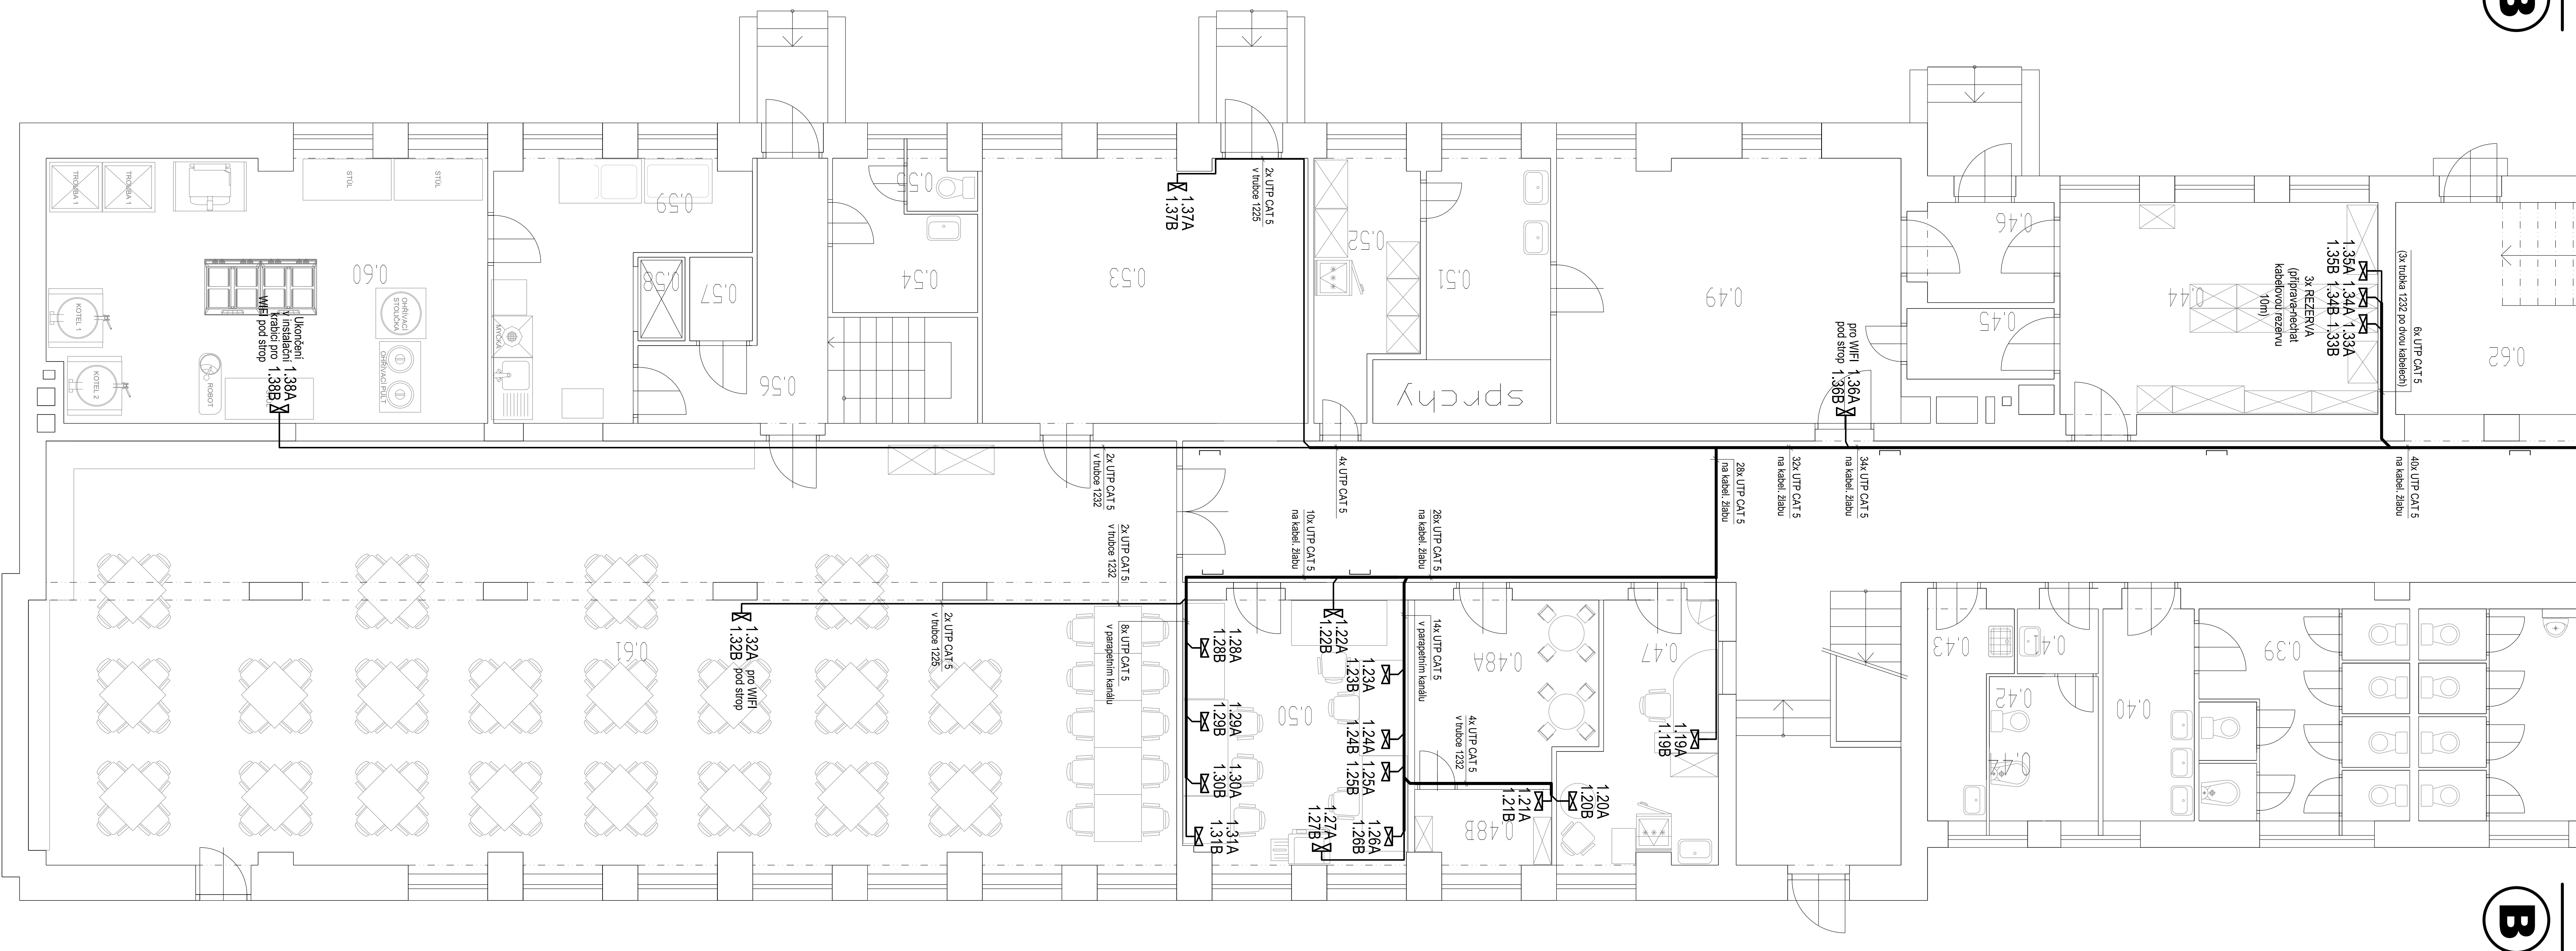 B
TROUBA 1
TROUBA 1
STŮL
STŮL
0.60
KOTEL 1
KOTEL 2
OHŘÍVACÍ
STOLIČKA
OHŘÍVACÍ PULT
ROBOT
Ukončení
v instalační
krabici pro
WIFI pod strop
1.38A
1.38B
0.59
0.58
0.57
MYČKA
0.56
0.55
0.54
0.53
1.37A
1.37B
2x UTP CAT 5
v trubce 1225
0.52
0.51
sprchy
0.49
pro WIFI
pod strop
1.36A
1.36B
0.46
0.45
0.44
1.35A
1.35B
1.34A
1.34B
1.33A
1.33B
3x REZERVA
(příprava-nechat
kabelovou rezervu
10m)
6x UTP CAT 5
(3x trubka 1232 po dvou kabelech)
0.62
2x UTP CAT 5
v trubce 1232
4x UTP CAT 5
28x UTP CAT 5
na kabel. žlabu
32x UTP CAT 5
na kabel. žlabu
34x UTP CAT 5
na kabel. žlabu
40x UTP CAT 5
na kabel. žlabu
2x UTP CAT 5
v trubce 1232
10x UTP CAT 5
na kabel. žlabu
26x UTP CAT 5
na kabel. žlabu
0.61
1.32A
1.32B
pro WIFI
pod strop
2x UTP CAT 5
v trubce 1225
8x UTP CAT 5
v parapetním kanálu
1.28A
1.28B
1.29A
1.29B
1.30A
1.30B
1.31A
1.31B
0.50
1.22A
1.22B
1.23A
1.23B
1.24A
1.24B
1.25A
1.25B
1.26A
1.26B
1.27A
1.27B
14x UTP CAT 5
v parapetním kanálu
4x UTP CAT 5
v trubce 1232
0.48A
0.48B
1.21A
1.21B
1.20A
1.20B
0.47
1.19A
1.19B
0.43
0.41
0.42
0.44
0.40
0.39
B